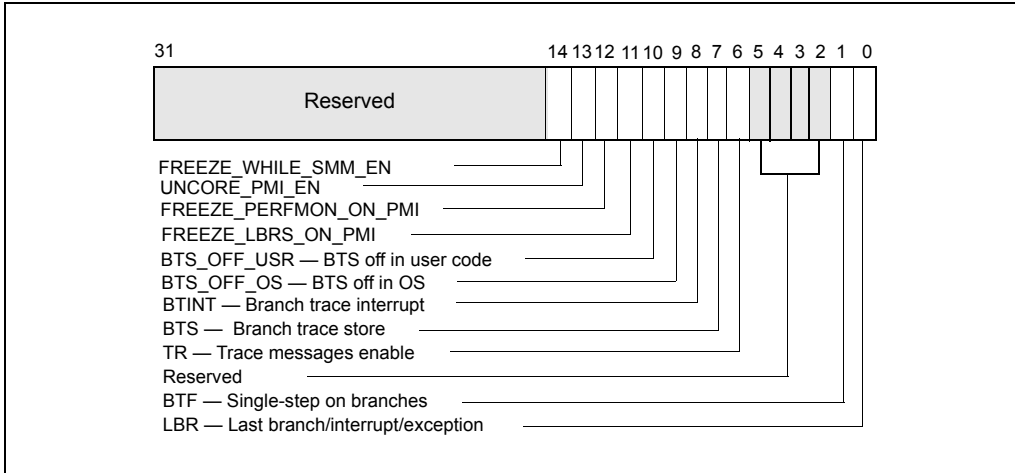 31 14 13 12 11 10 9 8 7 6 5 4 3 2 1 0
Reserved
FREEZE_WHILE_SMM_EN
UNCORE_PMI_EN
FREEZE_PERFMON_ON_PMI
FREEZE_LBRS_ON_PMI
BTS_OFF_USR — BTS off in user code
BTS_OFF_OS — BTS off in OS
BTINT — Branch trace interrupt
BTS — Branch trace store
TR — Trace messages enable
Reserved
BTF — Single-step on branches
LBR — Last branch/interrupt/exception